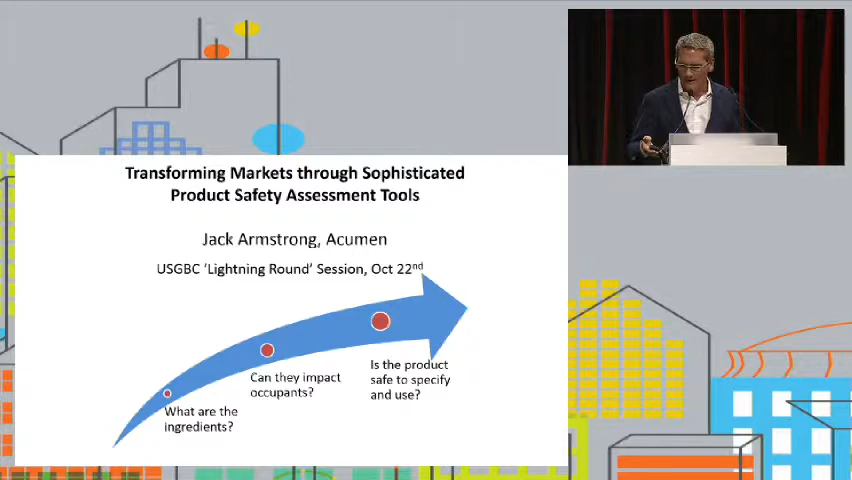 Transforming Markets through Sophisticated
Product Safety Assessment Tools
Jack Armstrong, Acumen
USGBC ‘Lightning Round’ Session, Oct 22nd
What are the
ingredients?
Can they impact
occupants?
Is the product
safe to specify
and use?